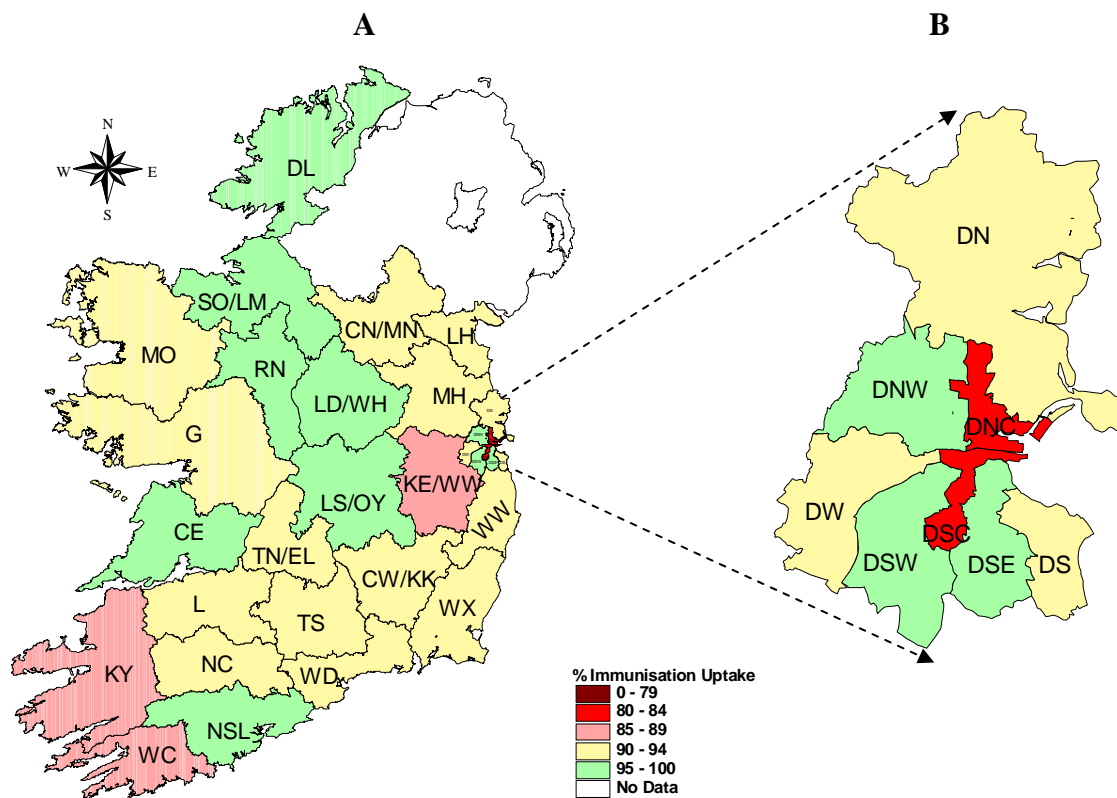 A
B
N
W
E
S
DL
SO/LM
CN/MN
LH
MO
RN
LD/WH
MH
G
KE/WW
LS/OY
WW
CE
TN/EL
CW/KK
L
TS
WX
NC
WD
KY
NSL
WC
DN
DNW
DNC
DW
DSC
DSW
DSE
DS
% Immunisation Uptake
0 - 79
80 - 84
85 - 89
90 - 94
95 - 100
No Data